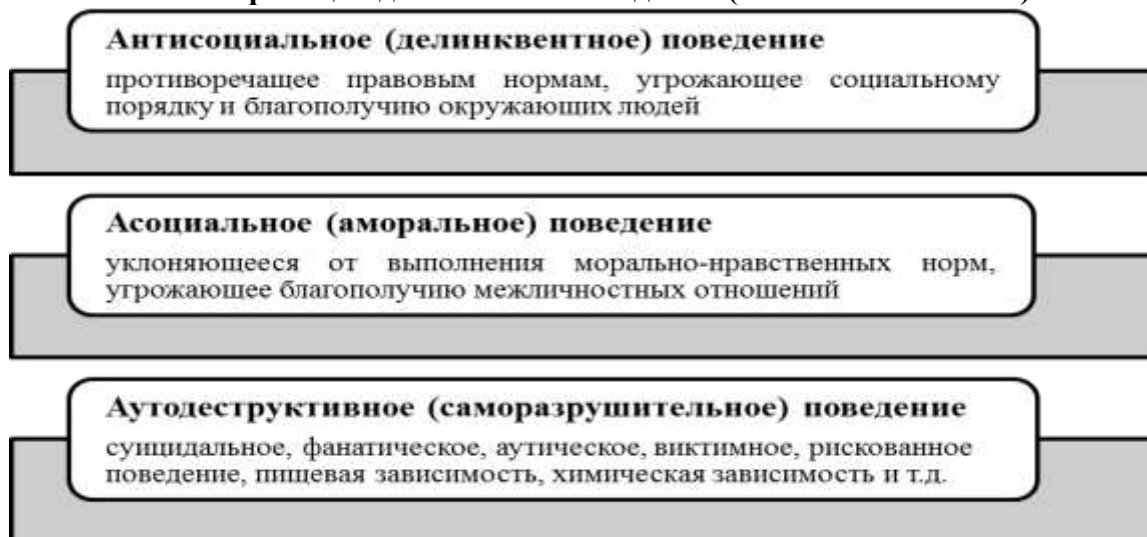 Антисоциальное (делинквентное) поведение
противоречащее правовым нормам, угрожающее социальному
порядку и благополучию окружающих людей
Асоциальное (аморальное) поведение
уклоняющееся от выполнения морально-нравственных норм,
угрожающее благополучию межличностных отношений
Аутодеструктивное (саморазрушительное) поведение
суицидальное, фанатическое, аутическое, виктимное, рискованное
поведение, пищевая зависимость, химическая зависимость и т.д.